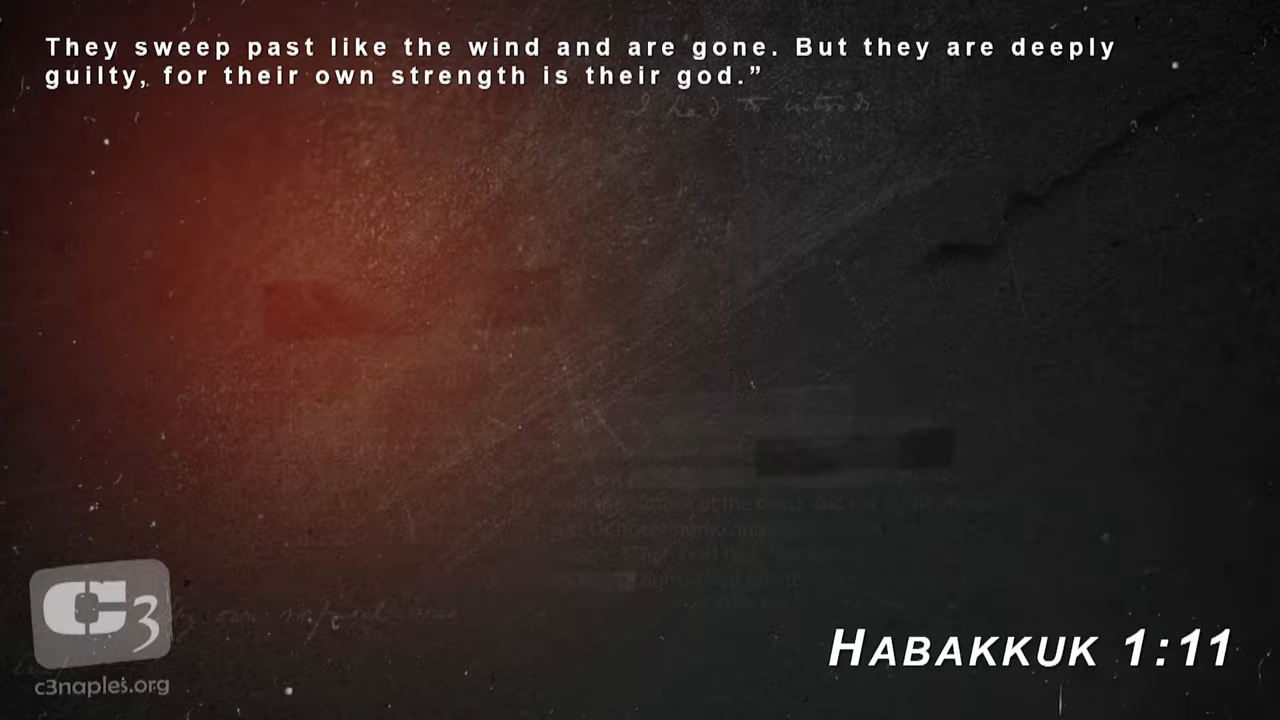 They sweep past like the wind and are gone. But they are deeply
guilty, for their own strength is their god.”
C3
c3naples.org
HABAKKUK 1:11